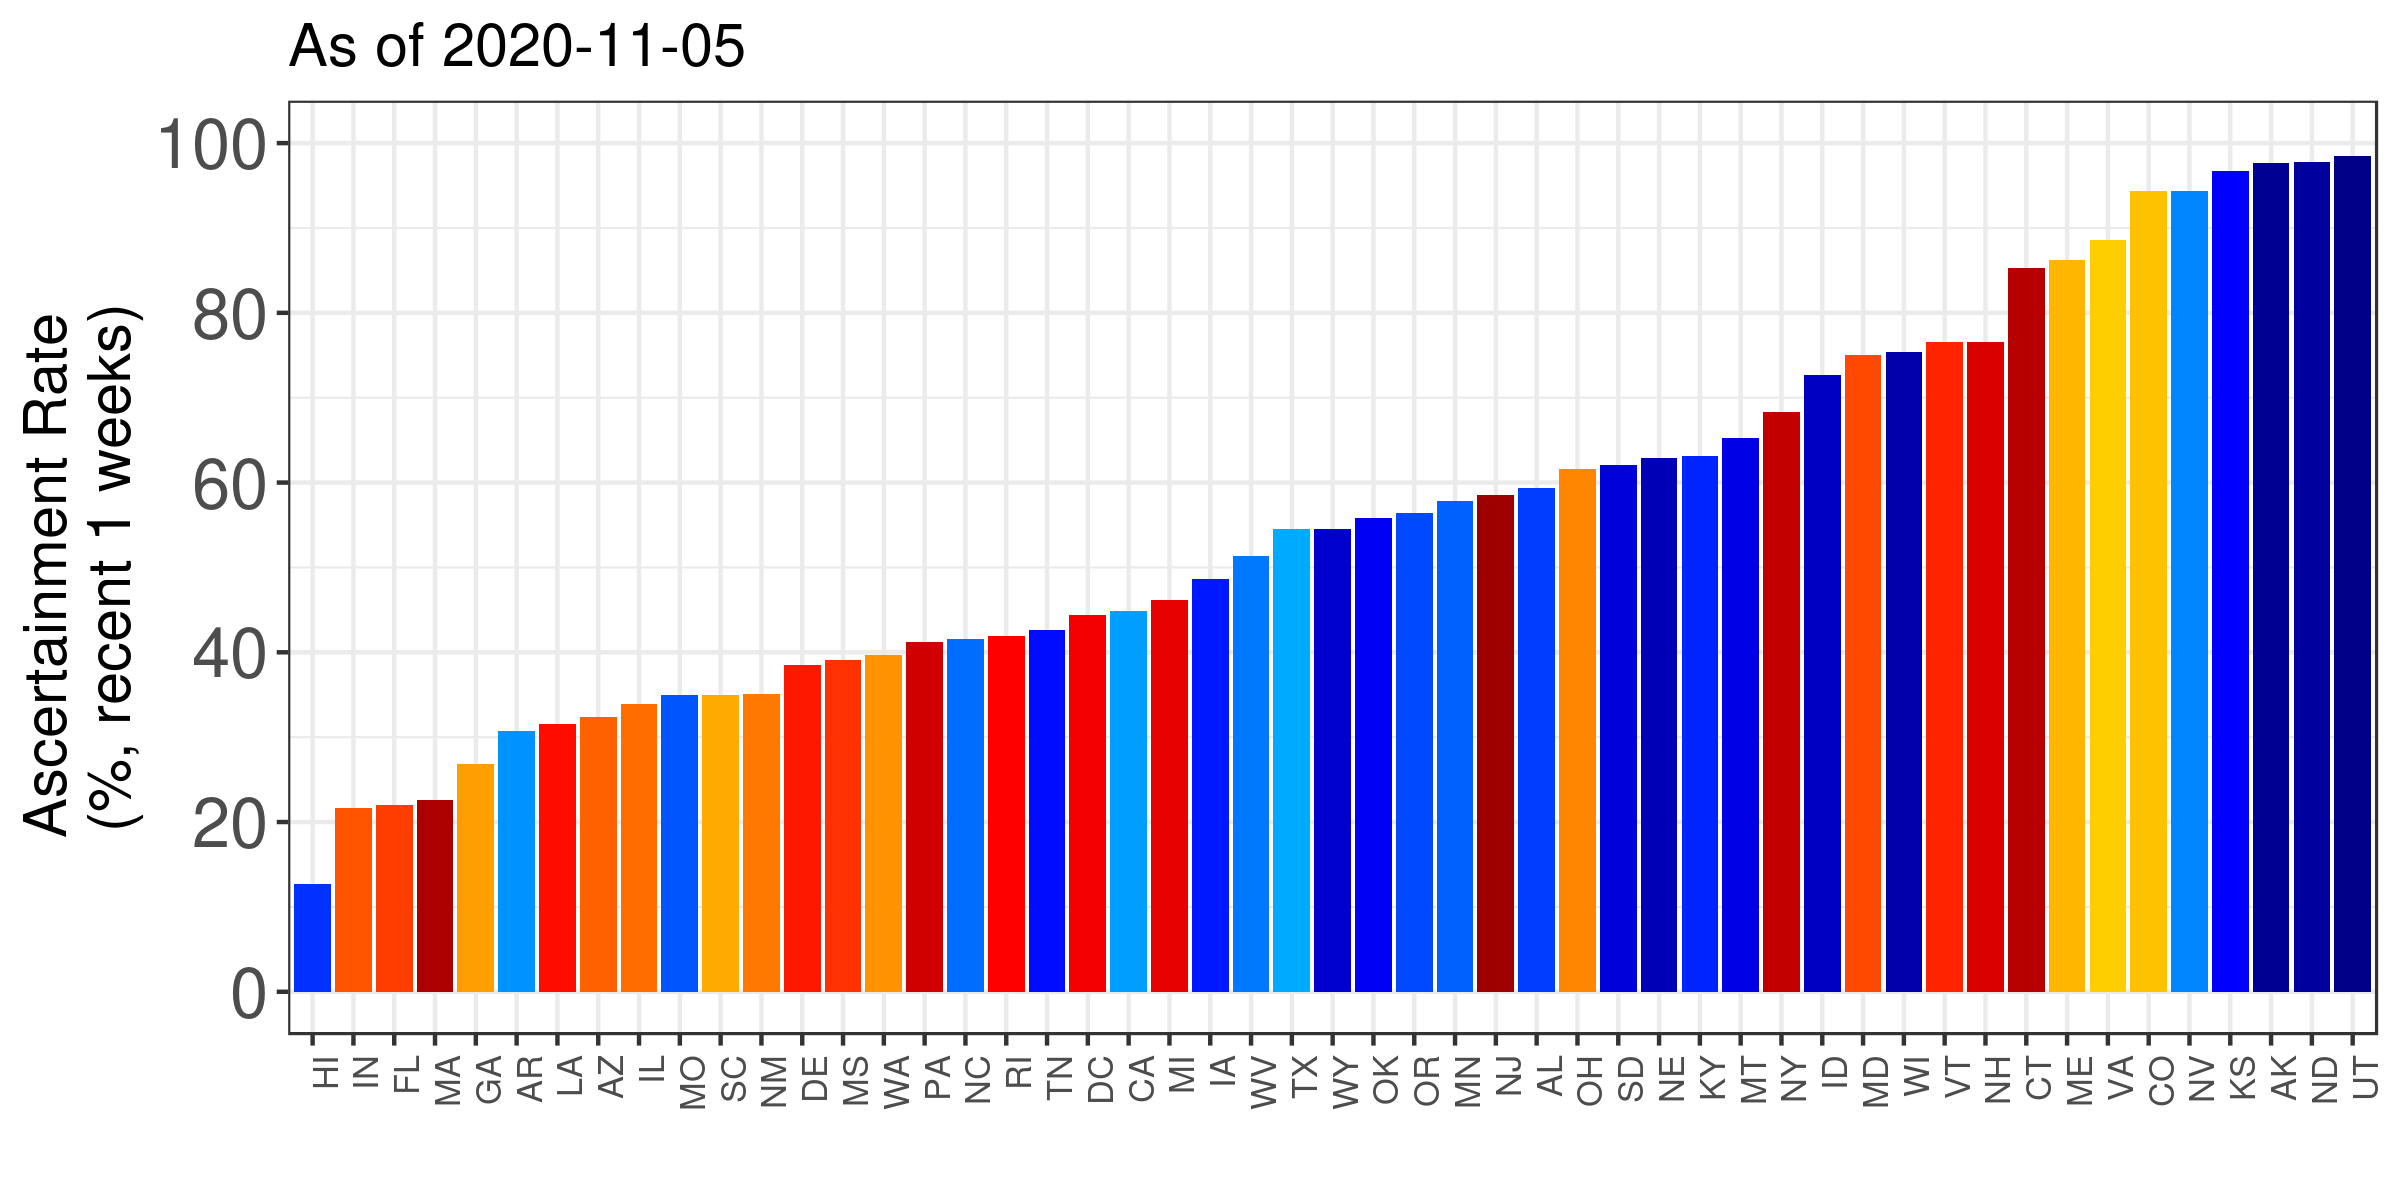 As of 2020-11-05
Ascertainment Rate
(%, recent 1 weeks)
100
80
60
40
20
0
HI IN FL MA GA AR LA AZ IL MO SC NM DE MS WA PA NC RI TN DC CA MI IA WV TX WY OK OR MN NJ AL OH SD NE KY MT NY ID MD WI VT NH CT ME VA CO NV KS AK ND UT